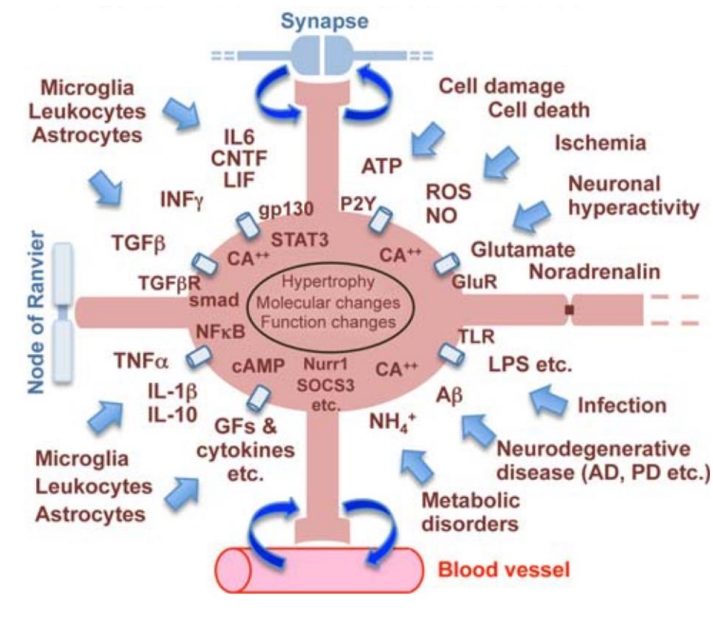 Synapse
Microglia
Leukocytes
Astrocytes
Cell damage
Cell death
Ischemia
Neuronal
hyperactivity
IL6
CNTF
LIF
ATP
ROS
NO
INFγ
gp130
P2Y
TGFβ
STAT3
CA⁺⁺
CA⁺⁺
Glutamate
Noradrenalin
TGFβR
smad
GluR
Hypertrophy
Molecular changes
Function changes
Node of Ranvier
NFκB
TLR
TNFα
cAMP
Nurr1
SOCS3
etc.
CA⁺⁺
LPS etc.
IL-1β
IL-10
GFs &
cytokines
etc.
NH₄⁺
Aβ
Infection
Microglia
Leukocytes
Astrocytes
Neurodegenerative
disease (AD, PD etc.)
Metabolic
disorders
Blood vessel